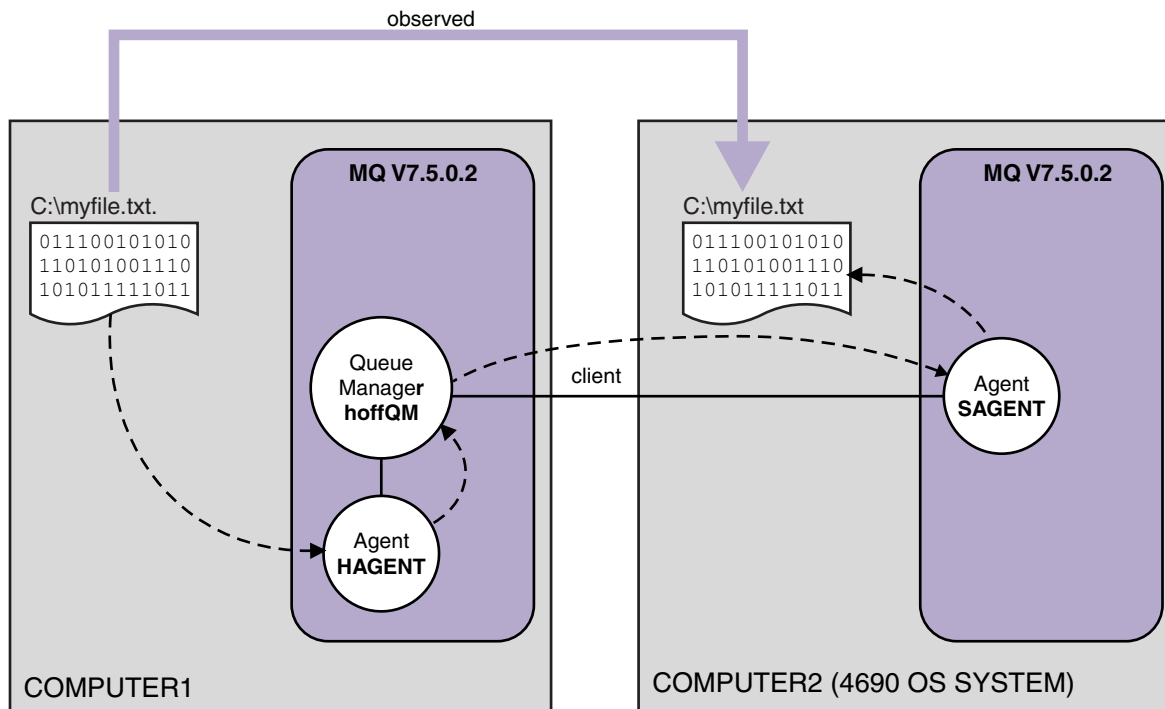 observed
MQ V7.5.0.2
C:\myfile.txt.
011100101010
110101001110
101011111011
Queue
Manager
hoffQM
Agent
HAGENT
COMPUTER1
client
MQ V7.5.0.2
C:\myfile.txt
011100101010
110101001110
101011111011
Agent
SAGENT
COMPUTER2 (4690 OS SYSTEM)